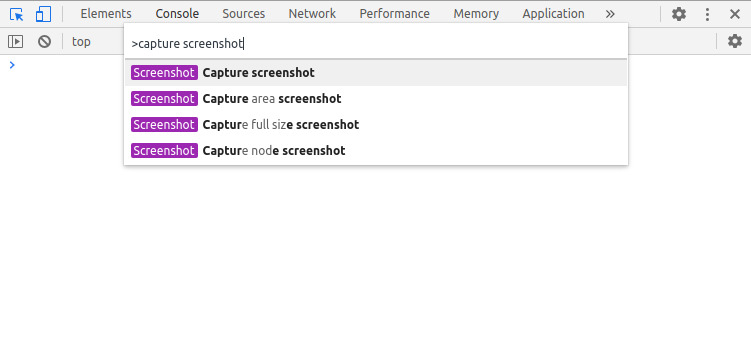 Elements Console Sources Network Performance Memory Application »
top
>capture screenshot
Screenshot Capture screenshot
Screenshot Capture area screenshot
Screenshot Capture full size screenshot
Screenshot Capture node screenshot